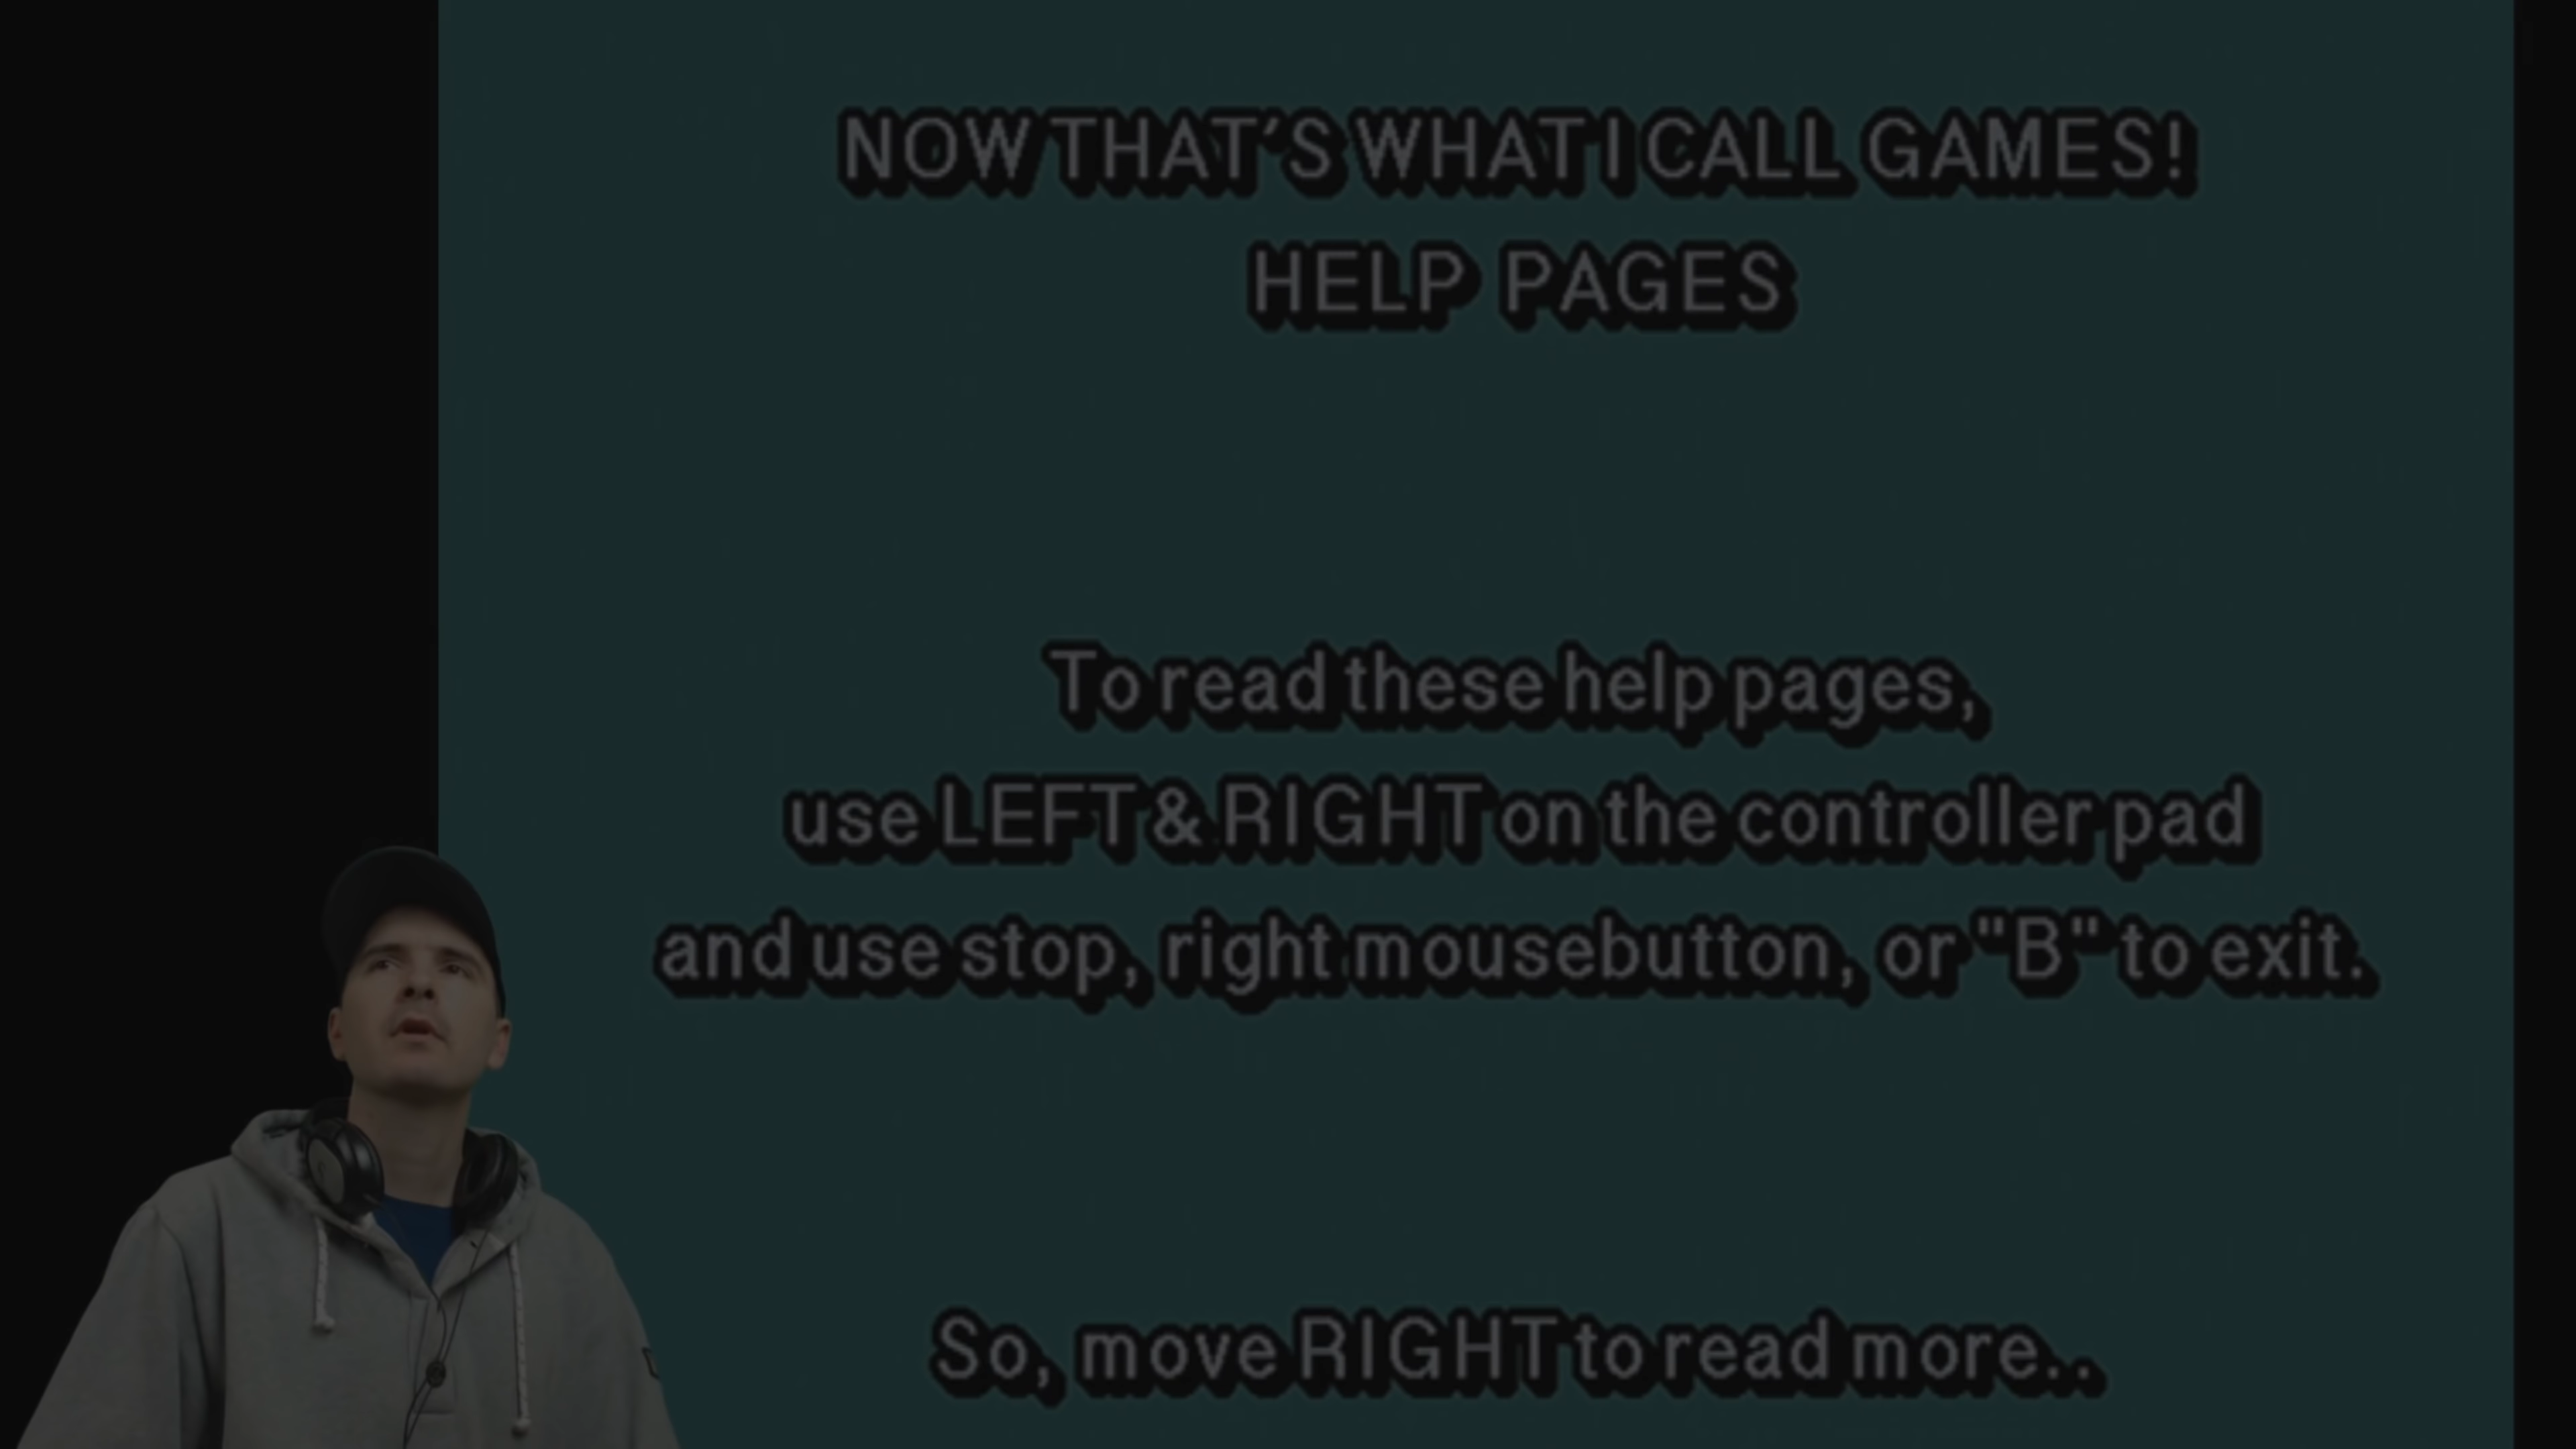 NOW THAT'S WHAT I CALL GAMES!
HELP PAGES
To read these help pages,
use LEFT & RIGHT on the controller pad
and use stop, right mousebutton, or "B" to exit.
So, move RIGHT to read more..